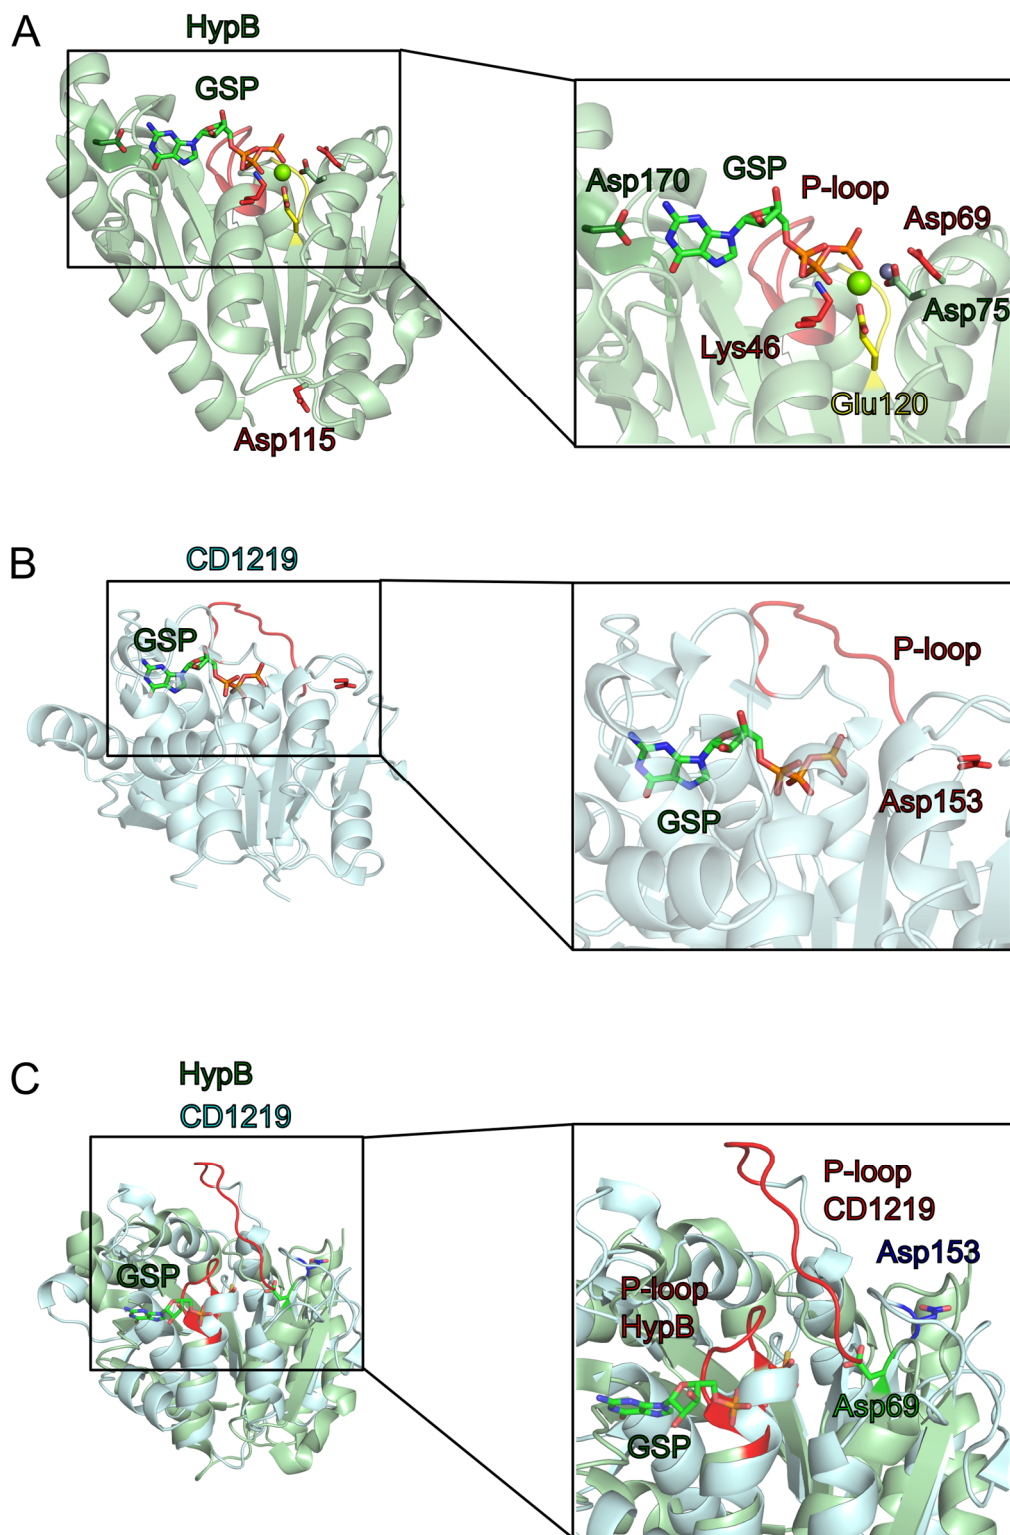 A
HypB
GSP
Asp115
Asp170
GSP
P-loop
Asp69
Asp75
Lys46
Glu120
B
CD1219
GSP
P-loop
Asp153
GSP
C
HypB
CD1219
GSP
P-loop
CD1219
Asp153
P-loop
HypB
Asp69
GSP